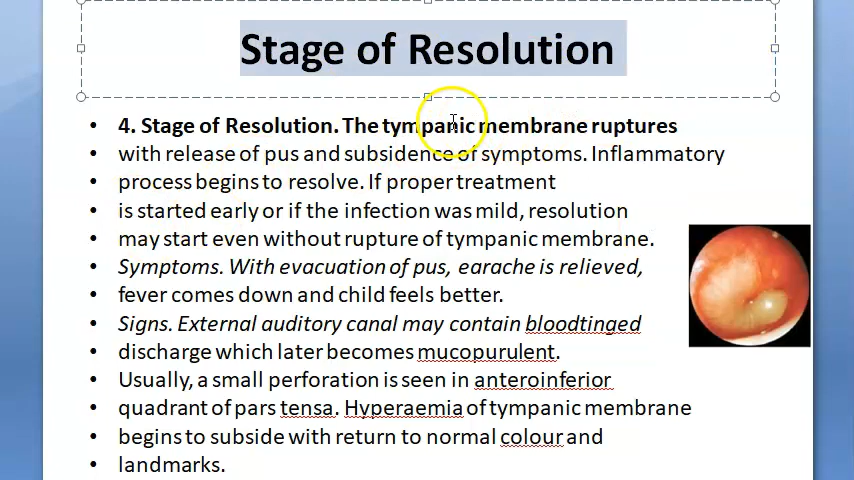 Stage of Resolution
• 4. Stage of Resolution. The tympanic membrane ruptures
• with release of pus and subsidence of symptoms. Inflammatory
• process begins to resolve. If proper treatment
• is started early or if the infection was mild, resolution
• may start even without rupture of tympanic membrane.
• Symptoms. With evacuation of pus, earache is relieved,
• fever comes down and child feels better.
• Signs. External auditory canal may contain bloodtinged
• discharge which later becomes mucopurulent.
• Usually, a small perforation is seen in anteroinferior
• quadrant of pars tensa. Hyperaemia of tympanic membrane
• begins to subside with return to normal colour and
• landmarks.